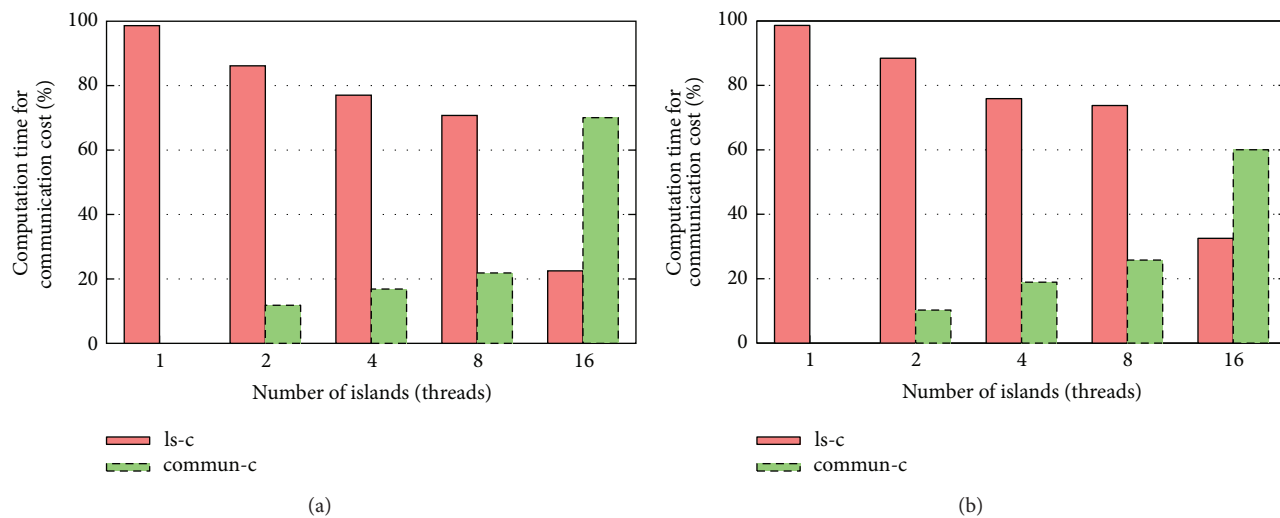 100
80
60
40
20
0
Computation time for
communication cost (%)
1 2 4 8 16
Number of islands (threads)
ls-c
commun-c
(a)
100
80
60
40
20
0
Computation time for
communication cost (%)
1 2 4 8 16
Number of islands (threads)
ls-c
commun-c
(b)